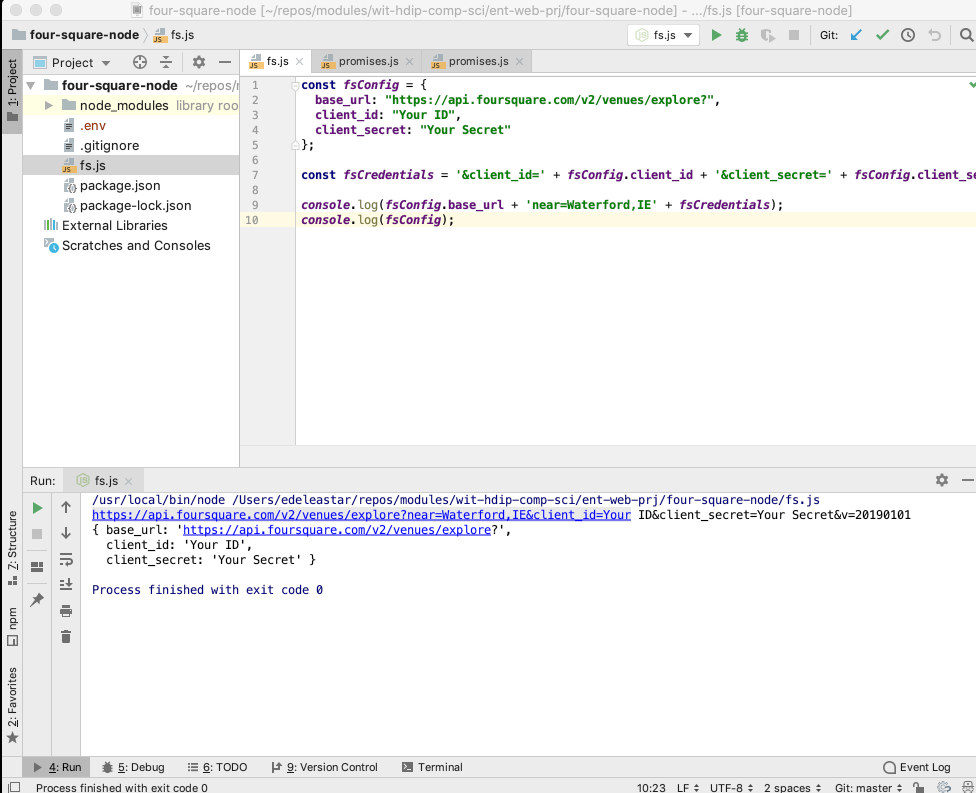 four-square-node [~/repos/modules/wit-hdip-comp-sci/ent-web-prj/four-square-node] - .../fs.js [four-square-node]
four-square-node fs.js fs.js Git:
1: Project
Project
fs.js promises.js promises.js
four-square-node ~/repos/
node_modules library roo
.env
.gitignore
fs.js
package.json
package-lock.json
External Libraries
Scratches and Consoles
1 const fsConfig = {
2 base_url: "https://api.foursquare.com/v2/venues/explore?",
3 client_id: "Your ID",
4 client_secret: "Your Secret"
5 };
6
7 const fsCredentials = '&client_id=' + fsConfig.client_id + '&client_secret=' + fsConfig.client_se
8
9 console.log(fsConfig.base_url + 'near=Waterford,IE' + fsCredentials);
10 console.log(fsConfig);
Run: fs.js
/usr/local/bin/node /Users/edeleastar/repos/modules/wit-hdip-comp-sci/ent-web-prj/four-square-node/fs.js
https://api.foursquare.com/v2/venues/explore?near=Waterford,IE&client_id=Your ID&client_secret=Your Secret&v=20190101
{ base_url: 'https://api.foursquare.com/v2/venues/explore?',
client_id: 'Your ID',
client_secret: 'Your Secret' }
Process finished with exit code 0
Z: Structure
npm
2: Favorites
4: Run 5: Debug 6: TODO 9: Version Control Terminal Event Log
Process finished with exit code 0 10:23 LF UTF-8 2 spaces Git: master